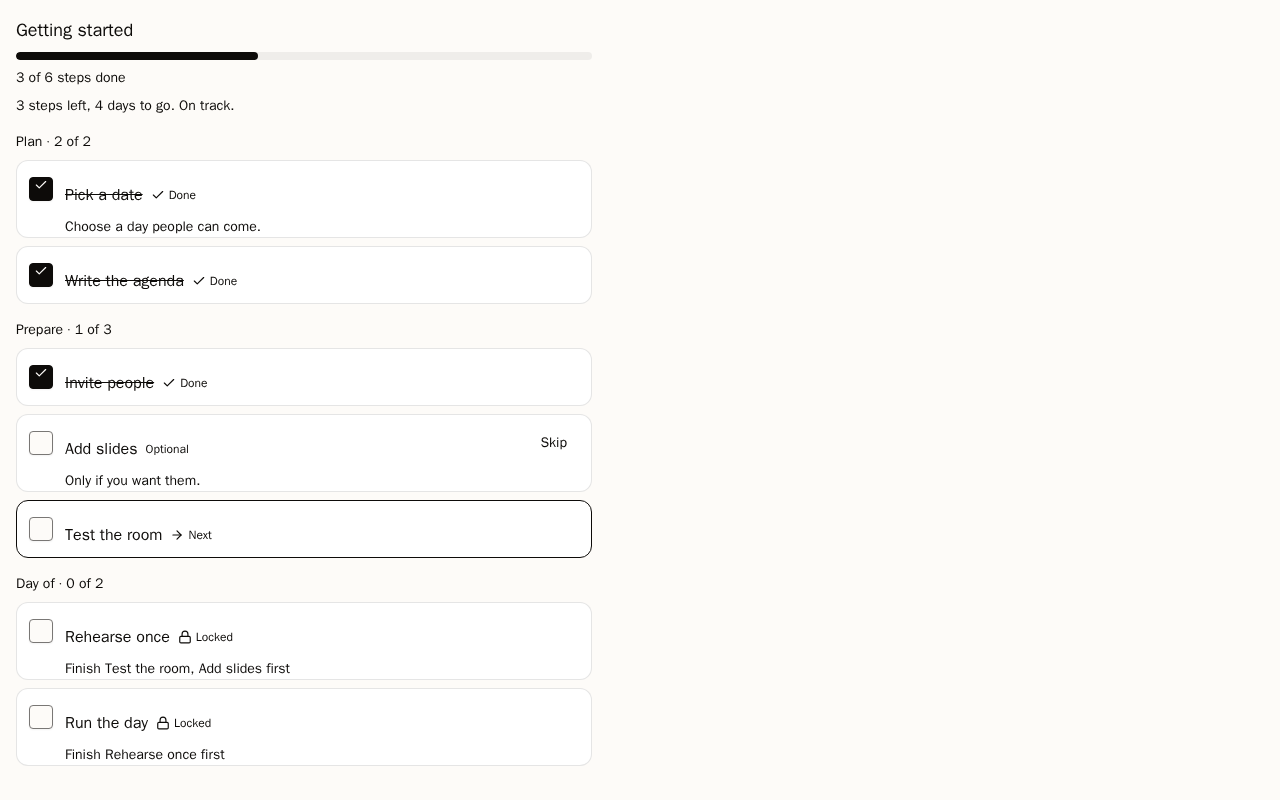 Getting started
3 of 6 steps done
3 steps left, 4 days to go. On track.
Plan · 2 of 2
Pick a date Done
Choose a day people can come.
Write the agenda Done
Prepare · 1 of 3
Invite people Done
Add slides Optional Skip
Only if you want them.
Test the room Next
Day of · 0 of 2
Rehearse once Locked
Finish Test the room, Add slides first
Run the day Locked
Finish Rehearse once first